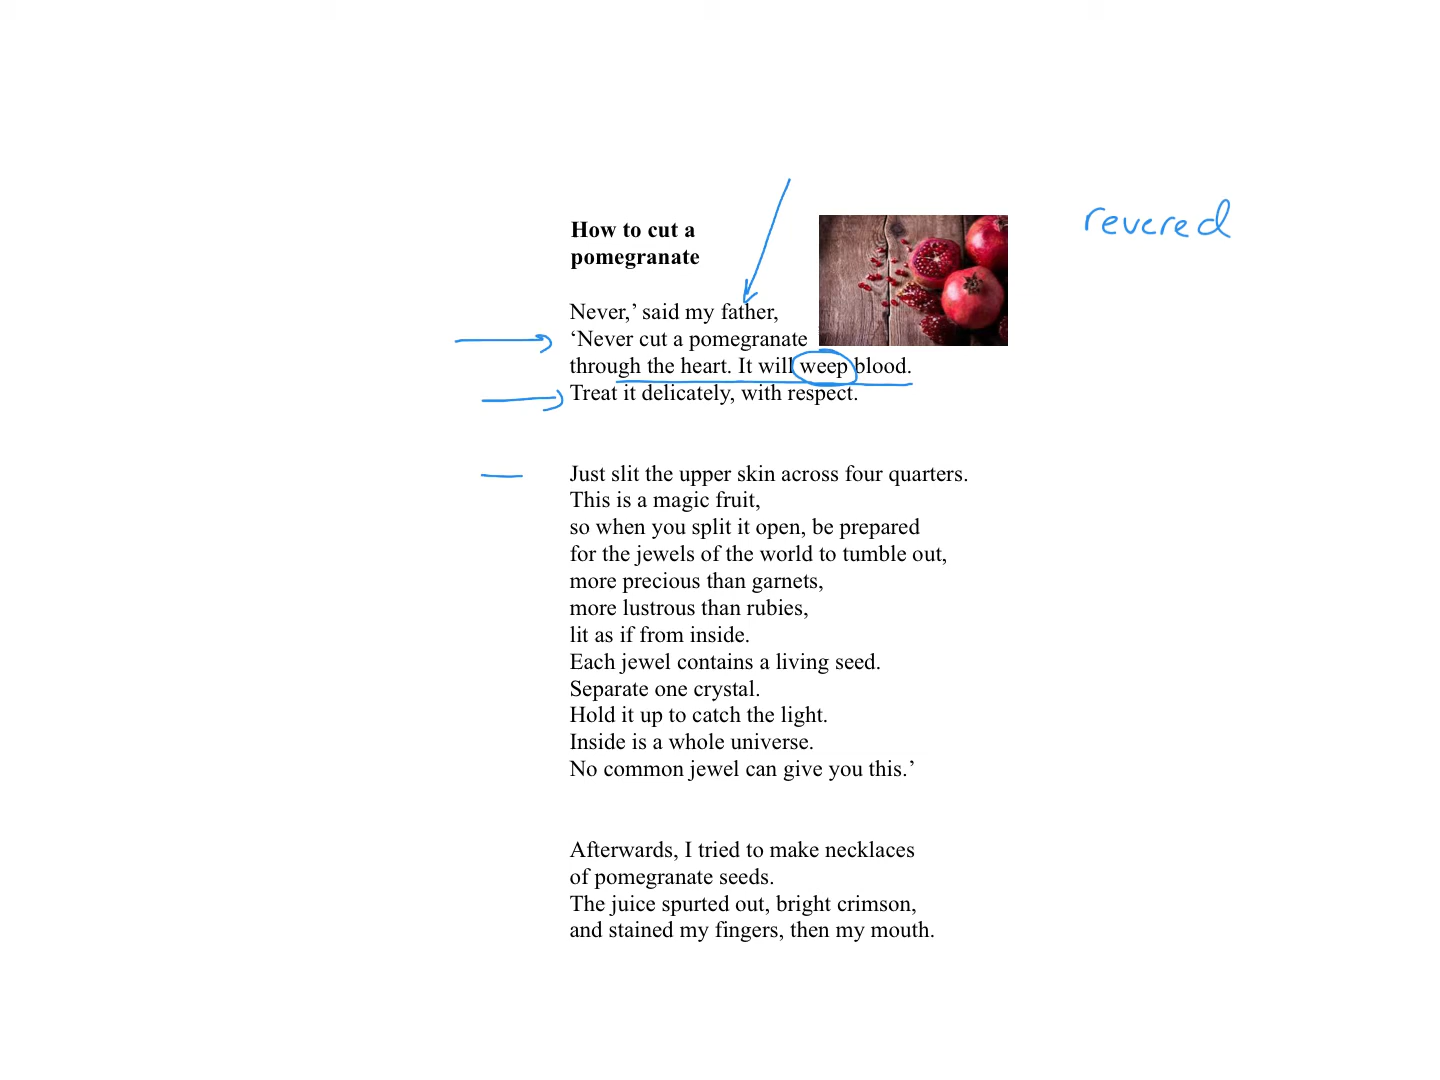 How to cut a
pomegranate
revered
Never,’ said my father,
‘Never cut a pomegranate
through the heart. It will weep blood.
Treat it delicately, with respect.
Just slit the upper skin across four quarters.
This is a magic fruit,
so when you split it open, be prepared
for the jewels of the world to tumble out,
more precious than garnets,
more lustrous than rubies,
lit as if from inside.
Each jewel contains a living seed.
Separate one crystal.
Hold it up to catch the light.
Inside is a whole universe.
No common jewel can give you this.’
Afterwards, I tried to make necklaces
of pomegranate seeds.
The juice spurted out, bright crimson,
and stained my fingers, then my mouth.